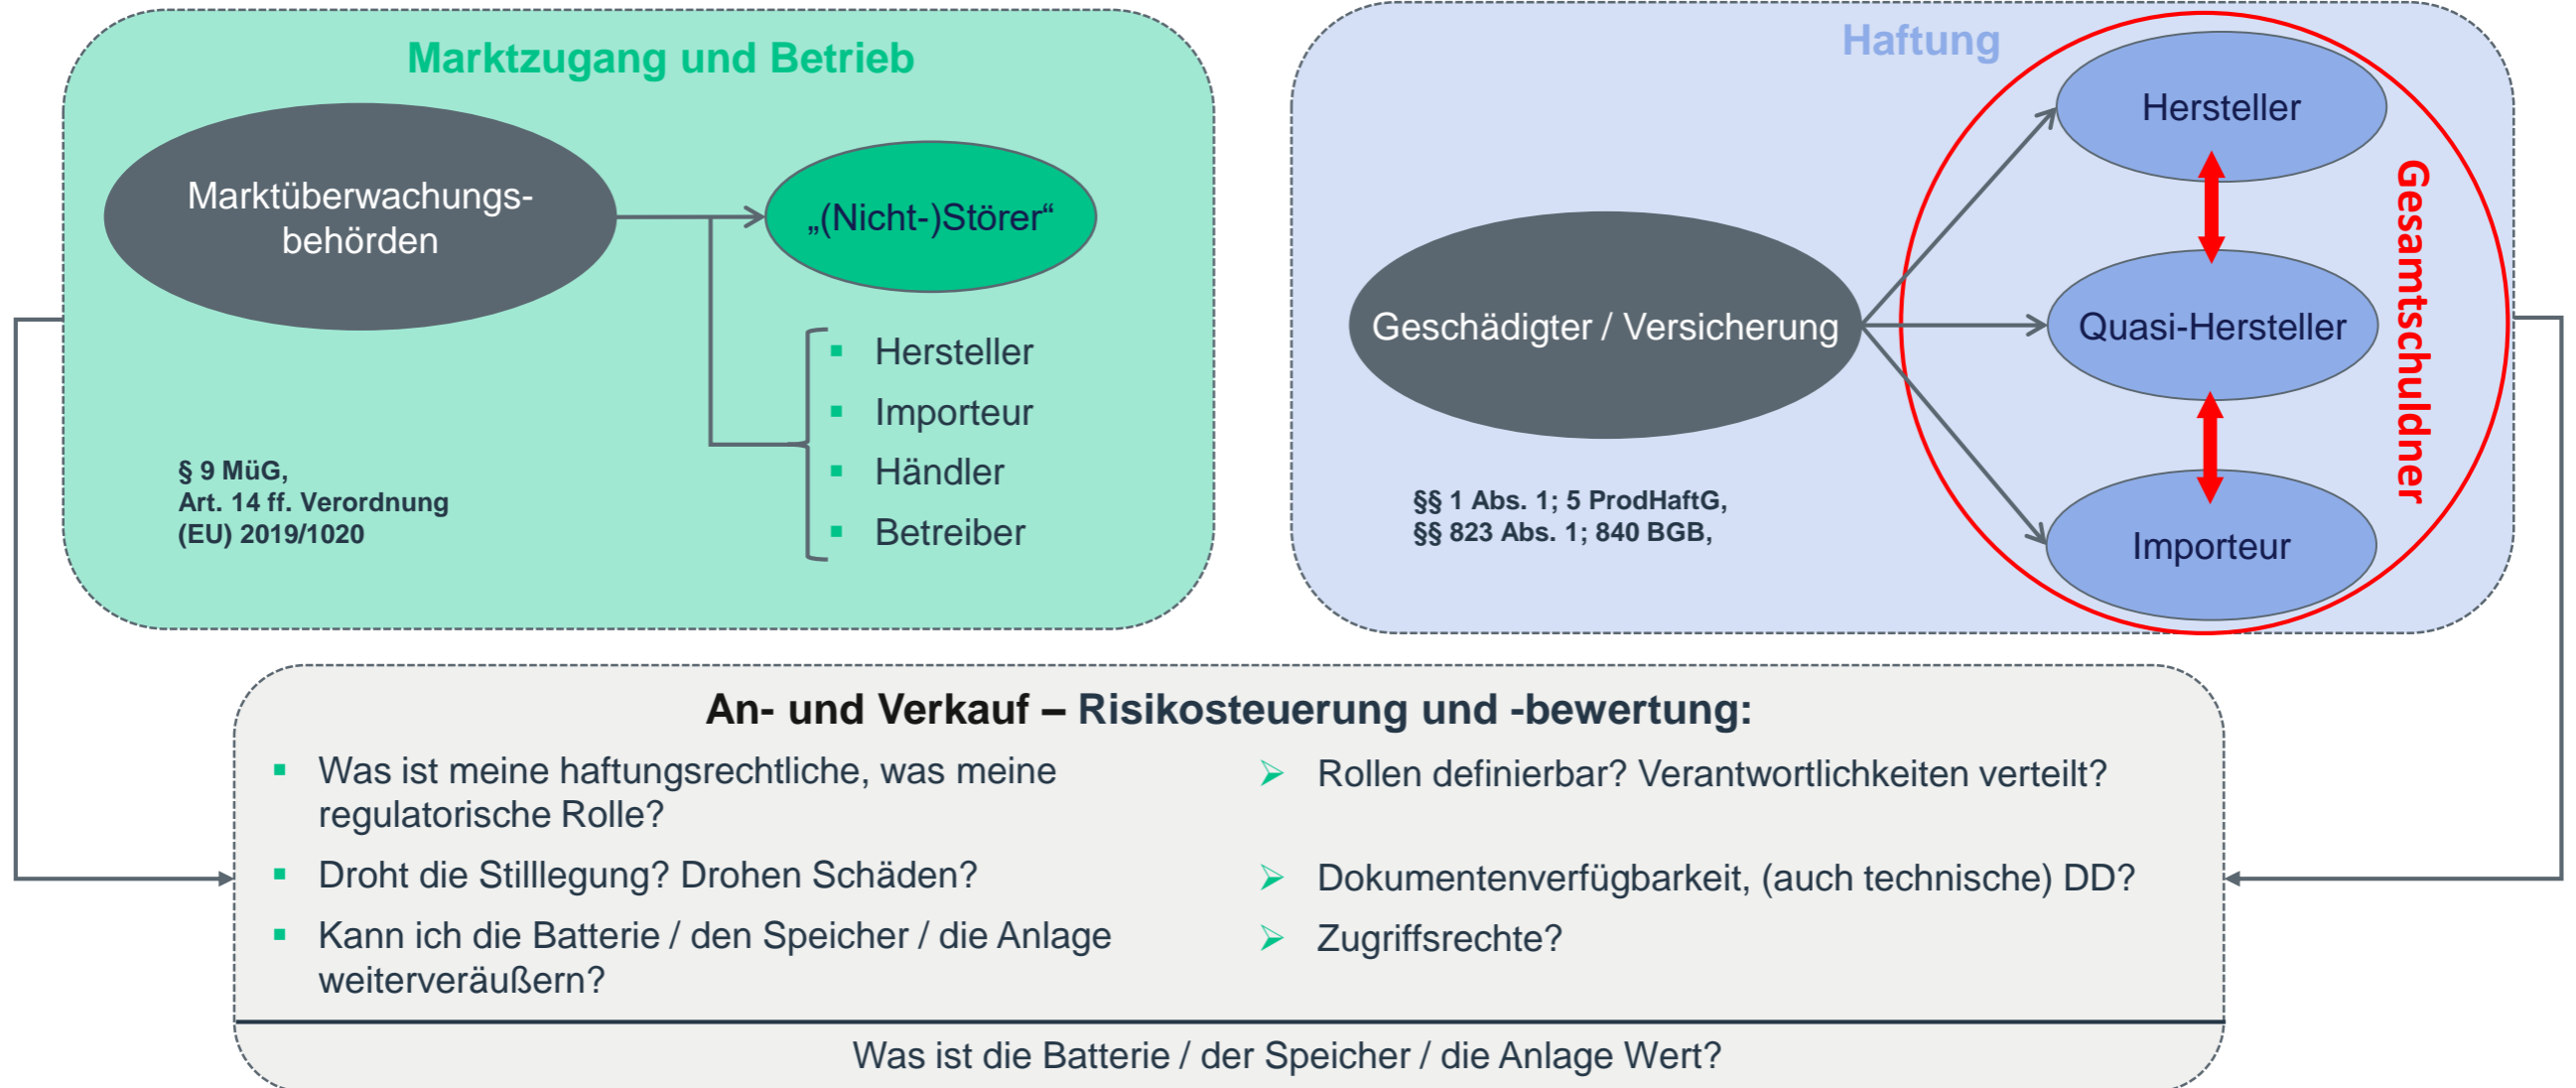 Marktzugang und Betrieb
Marktüberwachungs-
behörden
„(Nicht-)Störer“
Hersteller
Importeur
Händler
Betreiber
§ 9 MüG,
Art. 14 ff. Verordnung
(EU) 2019/1020
Haftung
Geschädigter / Versicherung
Hersteller
Quasi-Hersteller
Importeur
Gesamtschuldner
§§ 1 Abs. 1; 5 ProdHaftG,
§§ 823 Abs. 1; 840 BGB,
An- und Verkauf – Risikosteuerung und -bewertung:
Was ist meine haftungsrechtliche, was meine
regulatorische Rolle?
Droht die Stilllegung? Drohen Schäden?
Kann ich die Batterie / den Speicher / die Anlage
weiterveräußern?
Rollen definierbar? Verantwortlichkeiten verteilt?
Dokumentenverfügbarkeit, (auch technische) DD?
Zugriffsrechte?
Was ist die Batterie / der Speicher / die Anlage Wert?